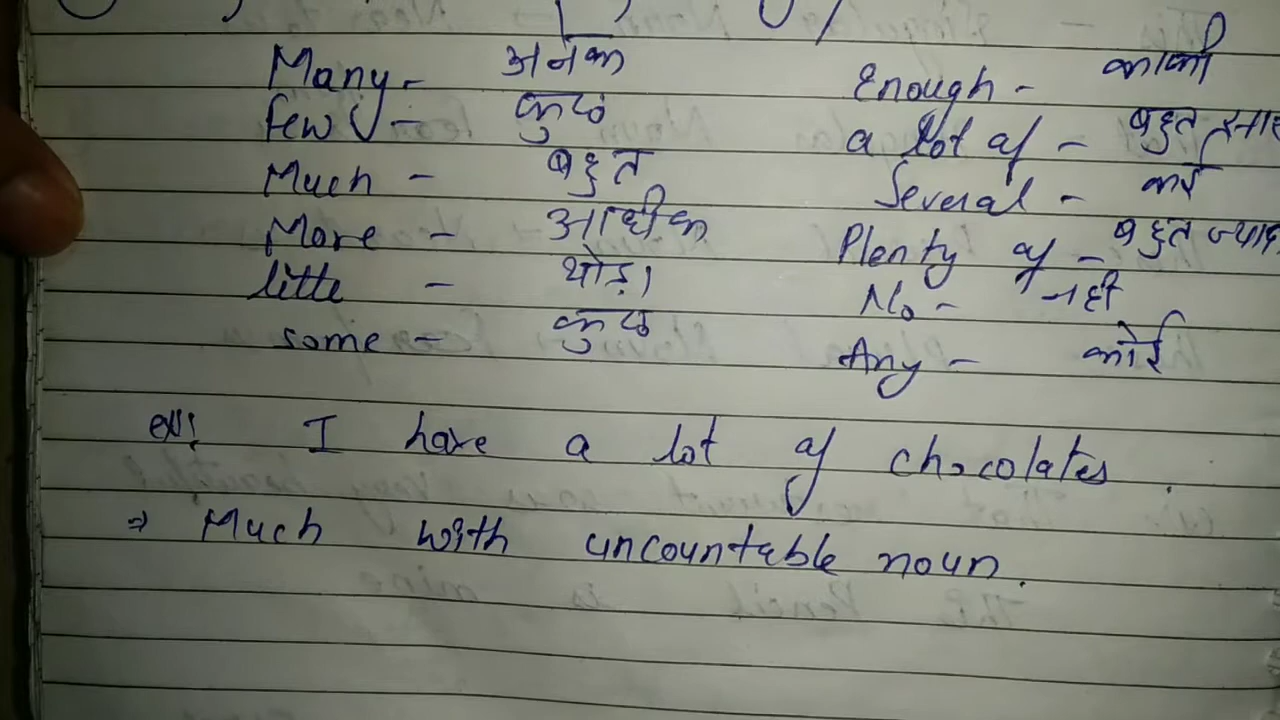 Many - अनेक Enough - काफी
few - कुछ a lot of - बहुत
Much - बहुत Several - कई
More - आधीक Plenty of - बहुत ज्याद
little - थोड़ा No - नही
some - कुछ Any - कोई
ex: I have a lot of chocolates.
⇒ Much with uncountable noun.